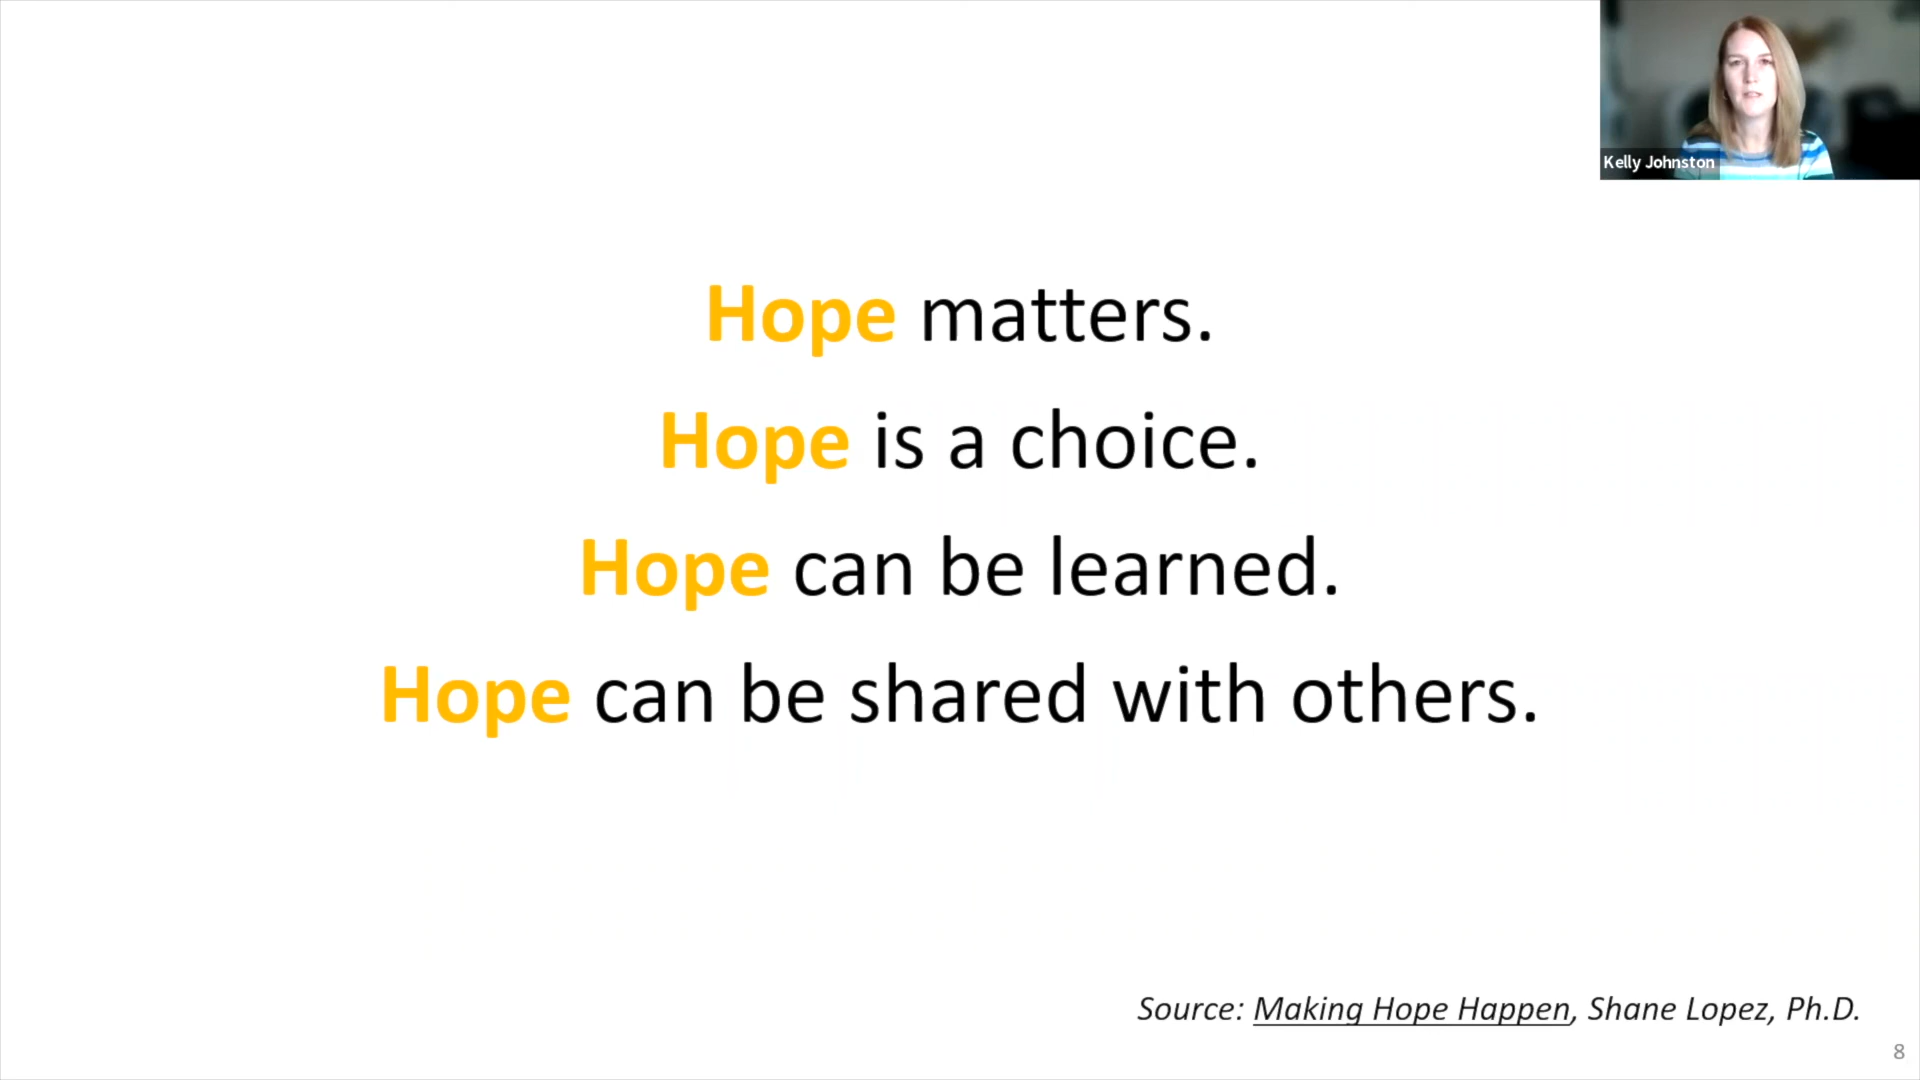 Kelly Johnston
Hope matters.
Hope is a choice.
Hope can be learned.
Hope can be shared with others.
Source: Making Hope Happen, Shane Lopez, Ph.D.
8